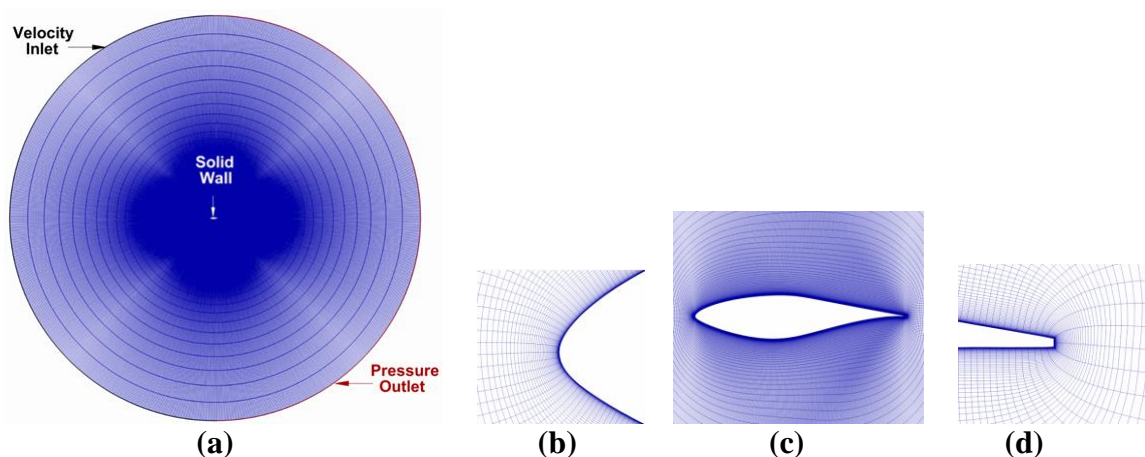 Velocity
Inlet
Solid
Wall
Pressure
Outlet
(a)
(b)
(c)
(d)